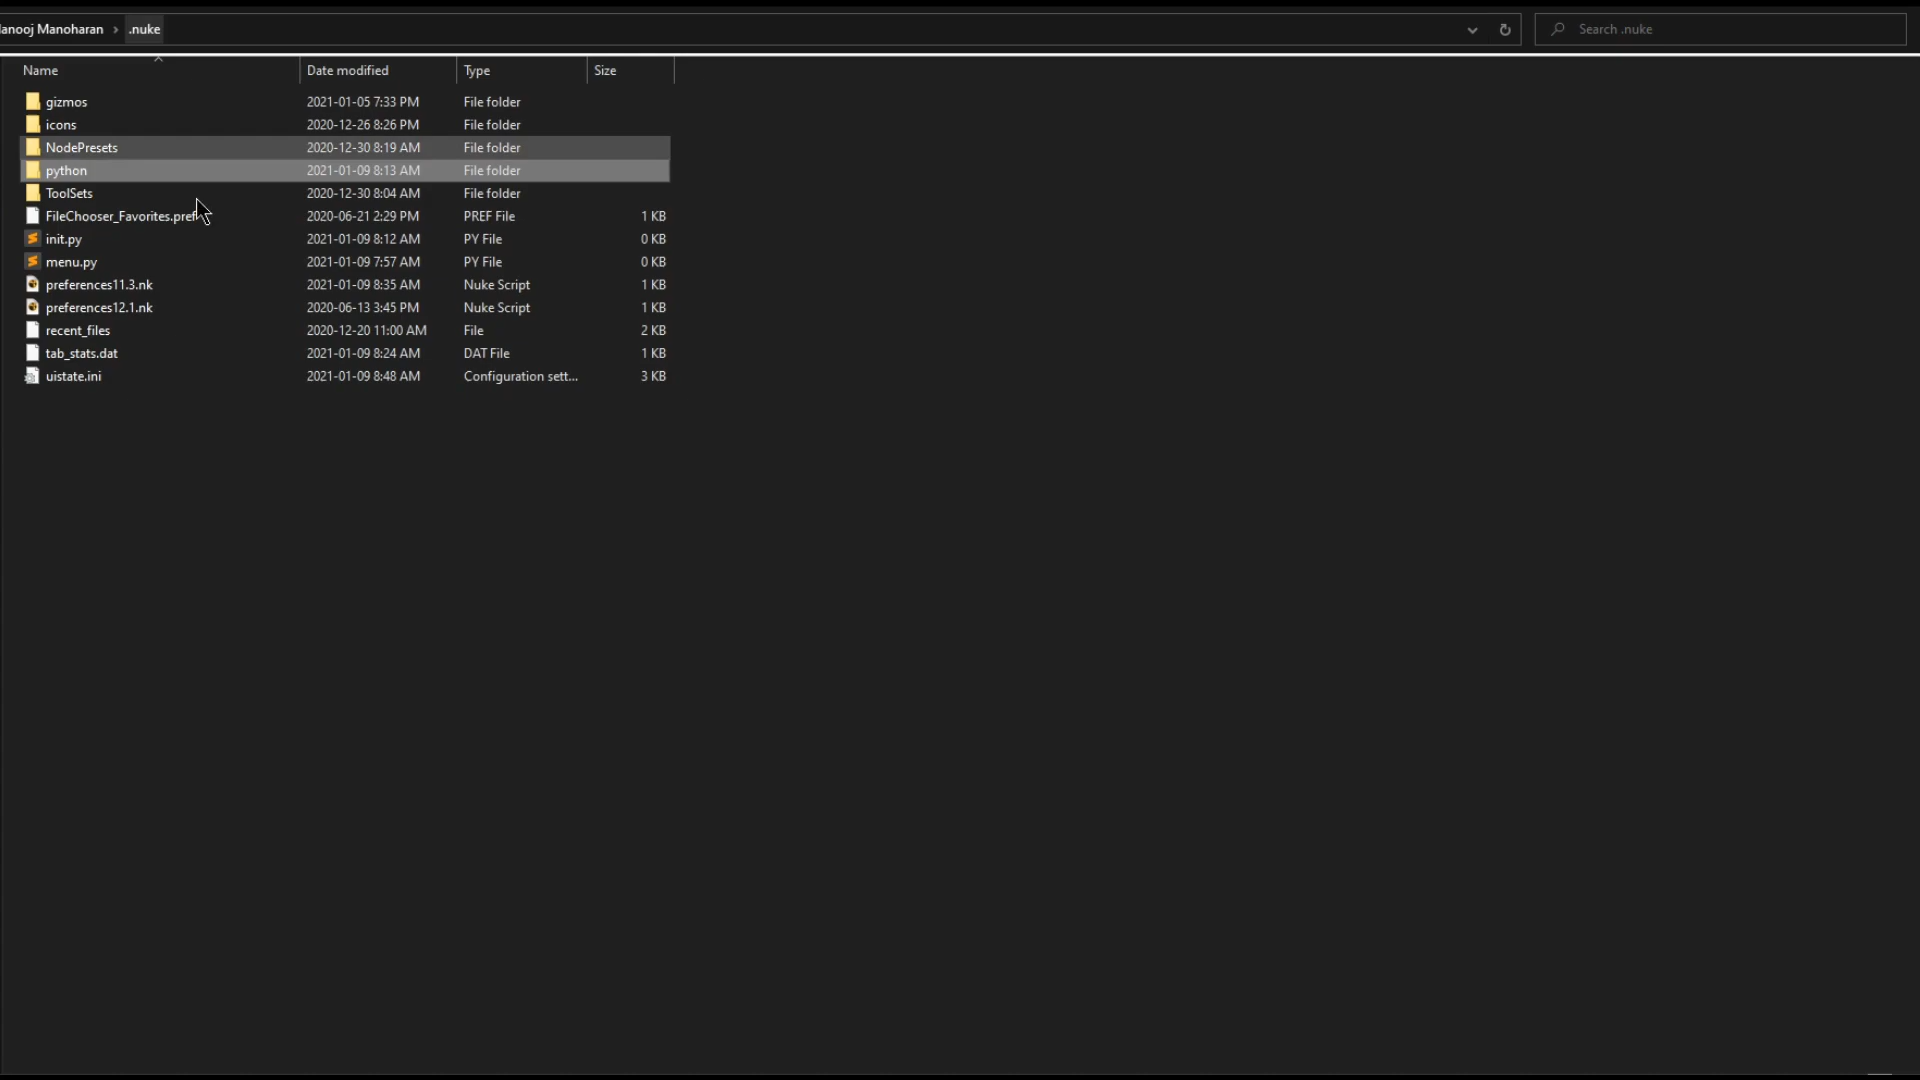 anooj Manoharan > .nuke
Search .nuke
Name Date modified Type Size
gizmos 2021-01-05 7:33 PM File folder
icons 2020-12-26 8:26 PM File folder
NodePresets 2020-12-30 8:19 AM File folder
python 2021-01-09 8:13 AM File folder
ToolSets 2020-12-30 8:04 AM File folder
FileChooser_Favorites.pref 2020-06-21 2:29 PM PREF File 1 KB
init.py 2021-01-09 8:12 AM PY File 0 KB
menu.py 2021-01-09 7:57 AM PY File 0 KB
preferences11.3.nk 2021-01-09 8:35 AM Nuke Script 1 KB
preferences12.1.nk 2020-06-13 3:45 PM Nuke Script 1 KB
recent_files 2020-12-20 11:00 AM File 2 KB
tab_stats.dat 2021-01-09 8:24 AM DAT File 1 KB
uistate.ini 2021-01-09 8:48 AM Configuration sett... 3 KB